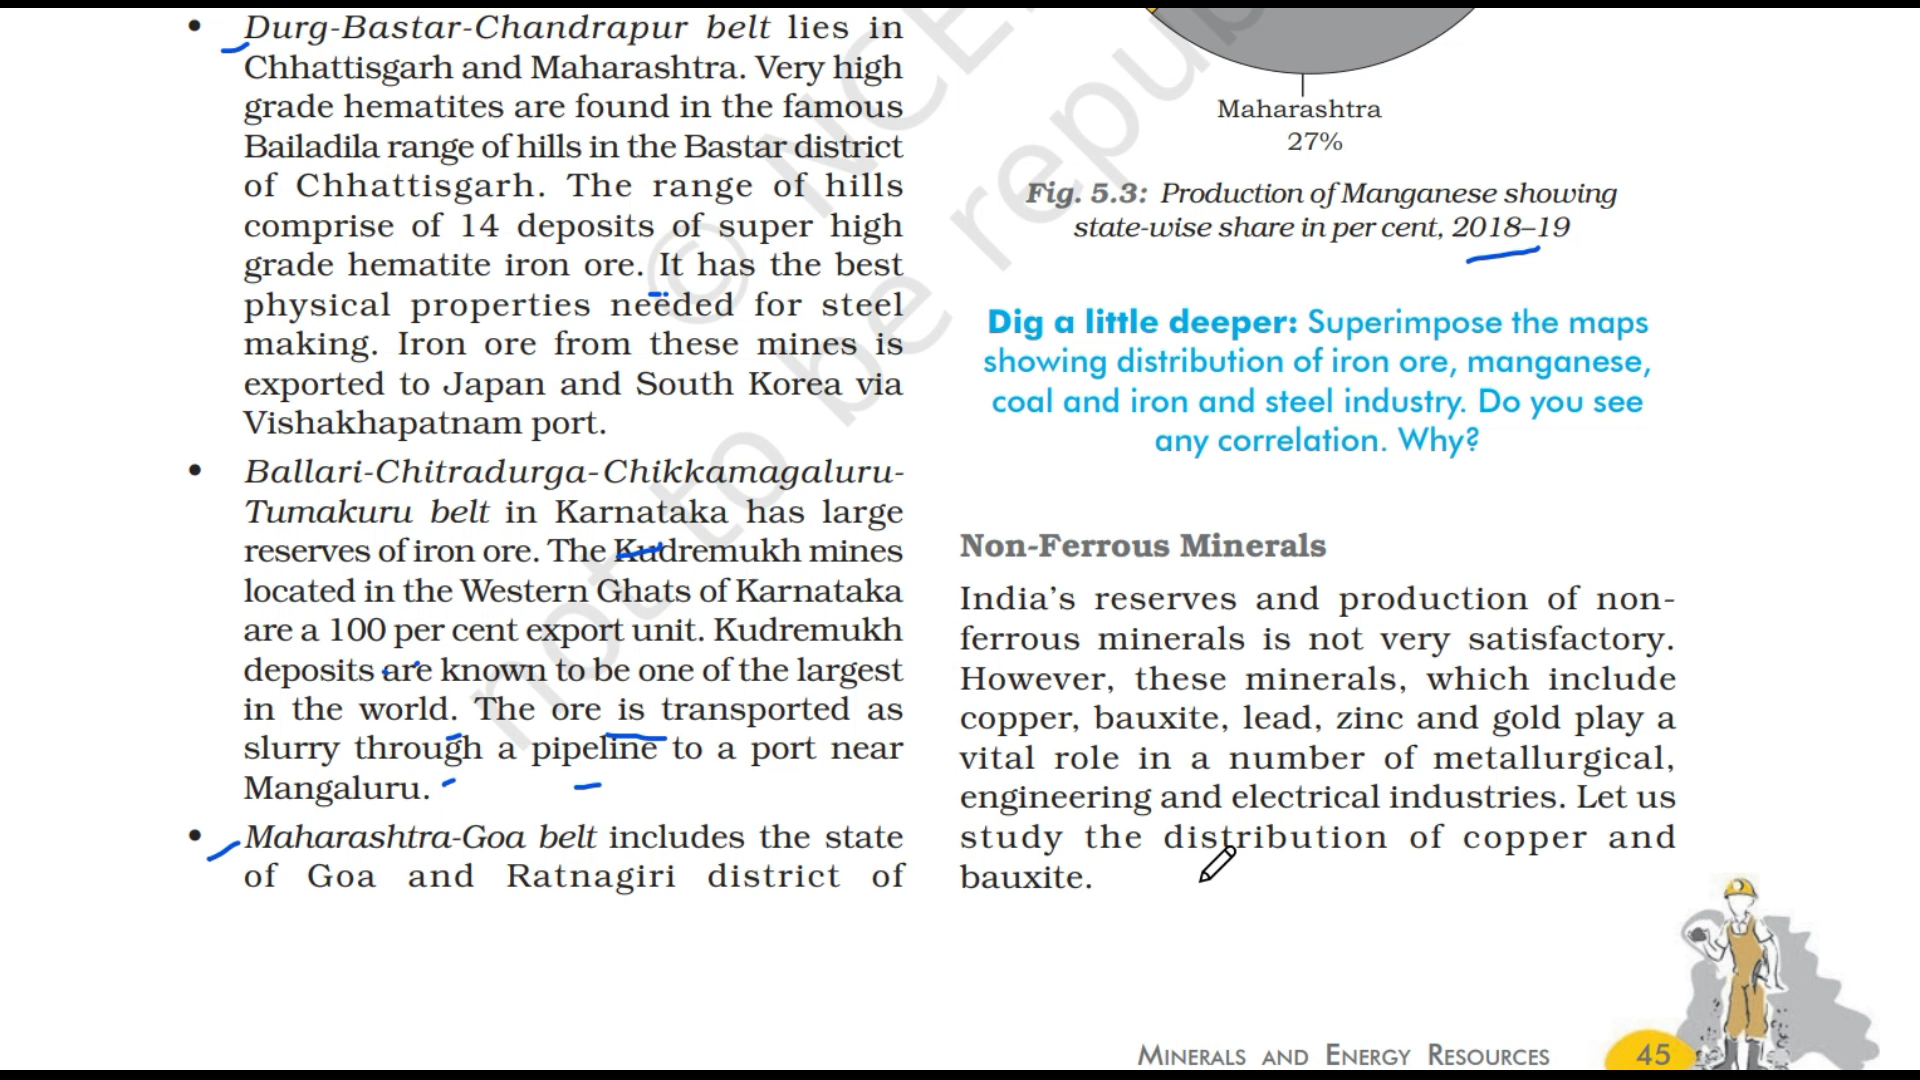 • Durg-Bastar-Chandrapur belt lies in
Chhattisgarh and Maharashtra. Very high
grade hematites are found in the famous
Bailadila range of hills in the Bastar district
of Chhattisgarh. The range of hills
comprise of 14 deposits of super high
grade hematite iron ore. It has the best
physical properties needed for steel
making. Iron ore from these mines is
exported to Japan and South Korea via
Vishakhapatnam port.
• Ballari-Chitradurga-Chikkamagaluru-
Tumakuru belt in Karnataka has large
reserves of iron ore. The Kudremukh mines
located in the Western Ghats of Karnataka
are a 100 per cent export unit. Kudremukh
deposits are known to be one of the largest
in the world. The ore is transported as
slurry through a pipeline to a port near
Mangaluru.
• Maharashtra-Goa belt includes the state
of Goa and Ratnagiri district of
Maharashtra
27%
Fig. 5.3: Production of Manganese showing
state-wise share in per cent, 2018–19
Dig a little deeper: Superimpose the maps
showing distribution of iron ore, manganese,
coal and iron and steel industry. Do you see
any correlation. Why?
Non-Ferrous Minerals
India’s reserves and production of non-
ferrous minerals is not very satisfactory.
However, these minerals, which include
copper, bauxite, lead, zinc and gold play a
vital role in a number of metallurgical,
engineering and electrical industries. Let us
study the distribution of copper and
bauxite.
MINERALS AND ENERGY RESOURCES 45
© NCE
not to be repub